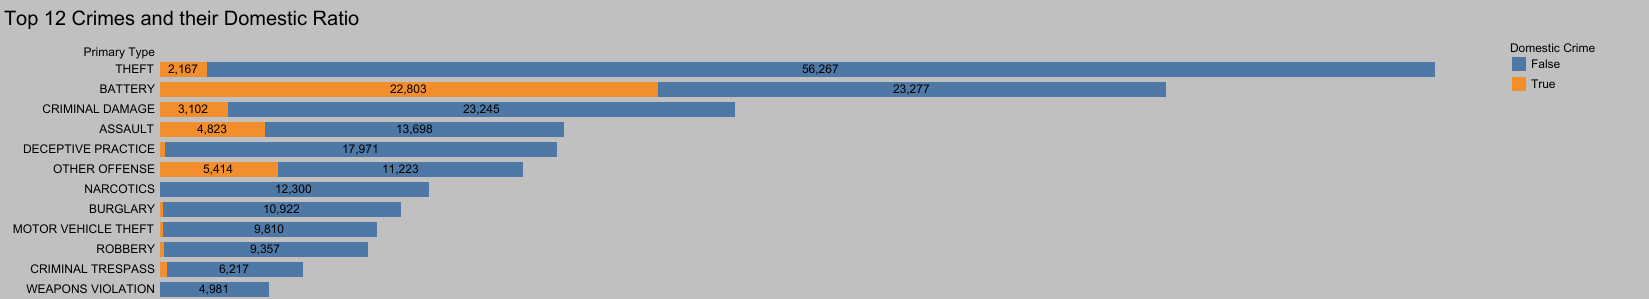 Top 12 Crimes and their Domestic Ratio
Primary Type
Domestic Crime
THEFT 2,167 56,267
False
BATTERY 22,803 23,277
True
CRIMINAL DAMAGE 3,102 23,245
ASSAULT 4,823 13,698
DECEPTIVE PRACTICE 17,971
OTHER OFFENSE 5,414 11,223
NARCOTICS 12,300
BURGLARY 10,922
MOTOR VEHICLE THEFT 9,810
ROBBERY 9,357
CRIMINAL TRESPASS 6,217
WEAPONS VIOLATION 4,981